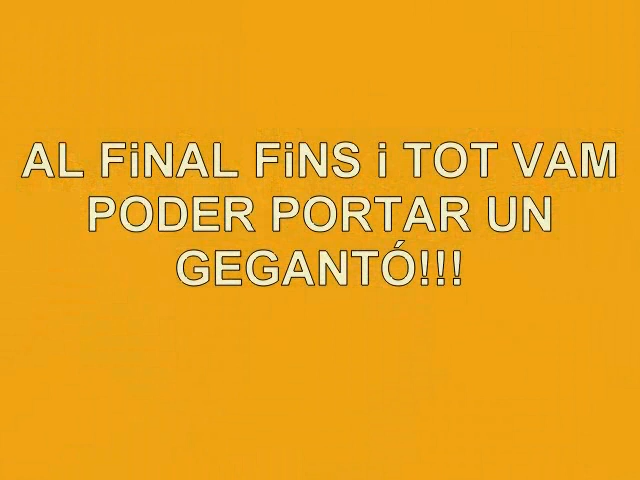 AL FiNAL FiNS i TOT VAM
PODER PORTAR UN
GEGANTÓ!!!